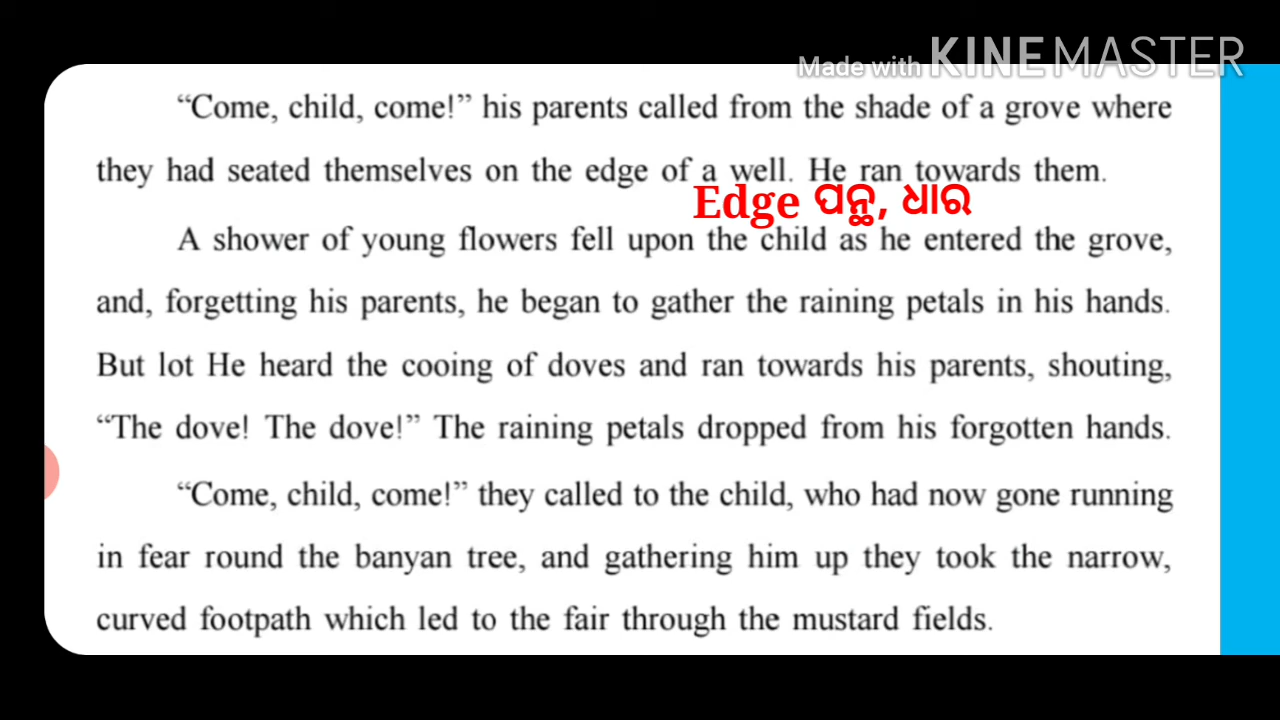 Made with KINEMASTER
“Come, child, come!” his parents called from the shade of a grove where
they had seated themselves on the edge of a well. He ran towards them.
Edge ପନ୍ଥ, ଧାର
A shower of young flowers fell upon the child as he entered the grove,
and, forgetting his parents, he began to gather the raining petals in his hands.
But lot He heard the cooing of doves and ran towards his parents, shouting,
“The dove! The dove!” The raining petals dropped from his forgotten hands.
“Come, child, come!” they called to the child, who had now gone running
in fear round the banyan tree, and gathering him up they took the narrow,
curved footpath which led to the fair through the mustard fields.